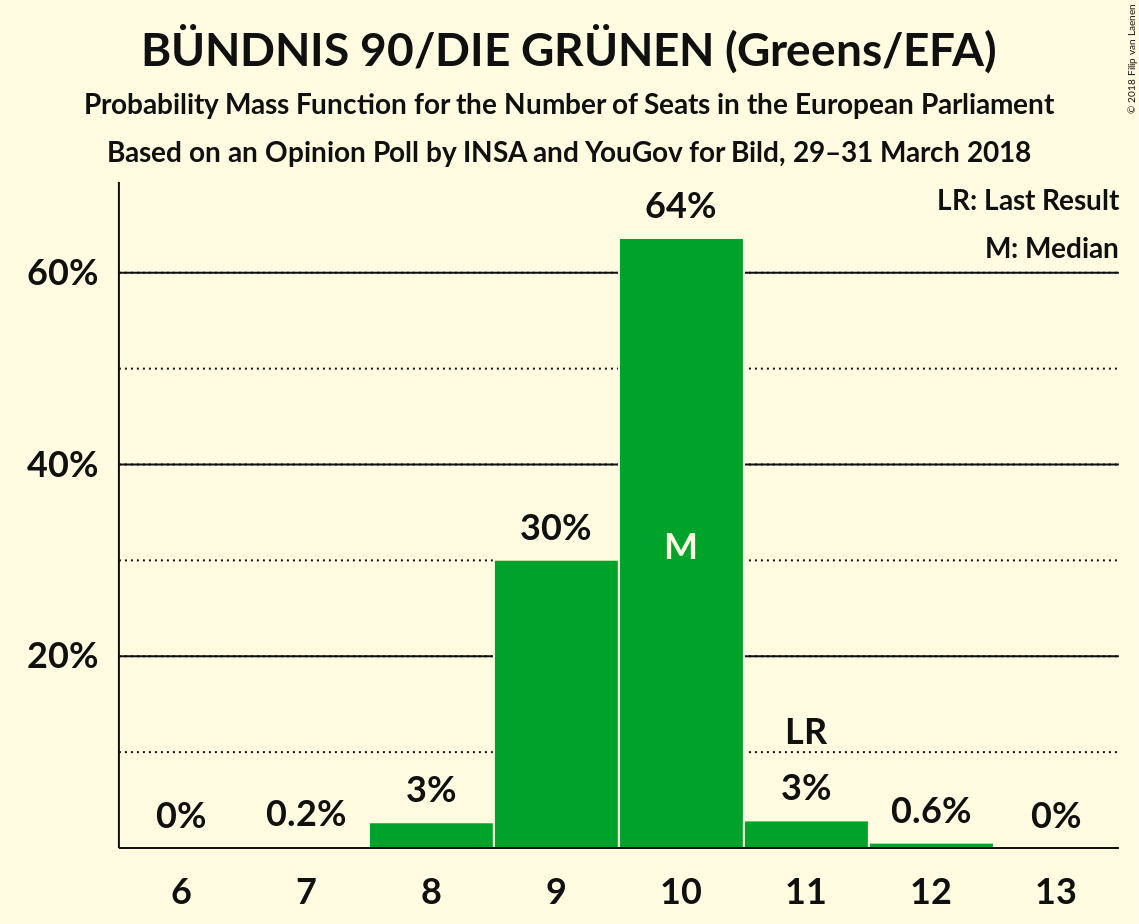 BÜNDNIS 90/DIE GRÜNEN (Greens/EFA)
Probability Mass Function for the Number of Seats in the European Parliament
Based on an Opinion Poll by INSA and YouGov for Bild, 29–31 March 2018
© 2018 Filip van Laenen
LR: Last Result
M: Median
64%
60%
40%
30%
M
20%
LR
0%
0.2%
3%
3%
0.6%
0%
6 7 8 9 10 11 12 13